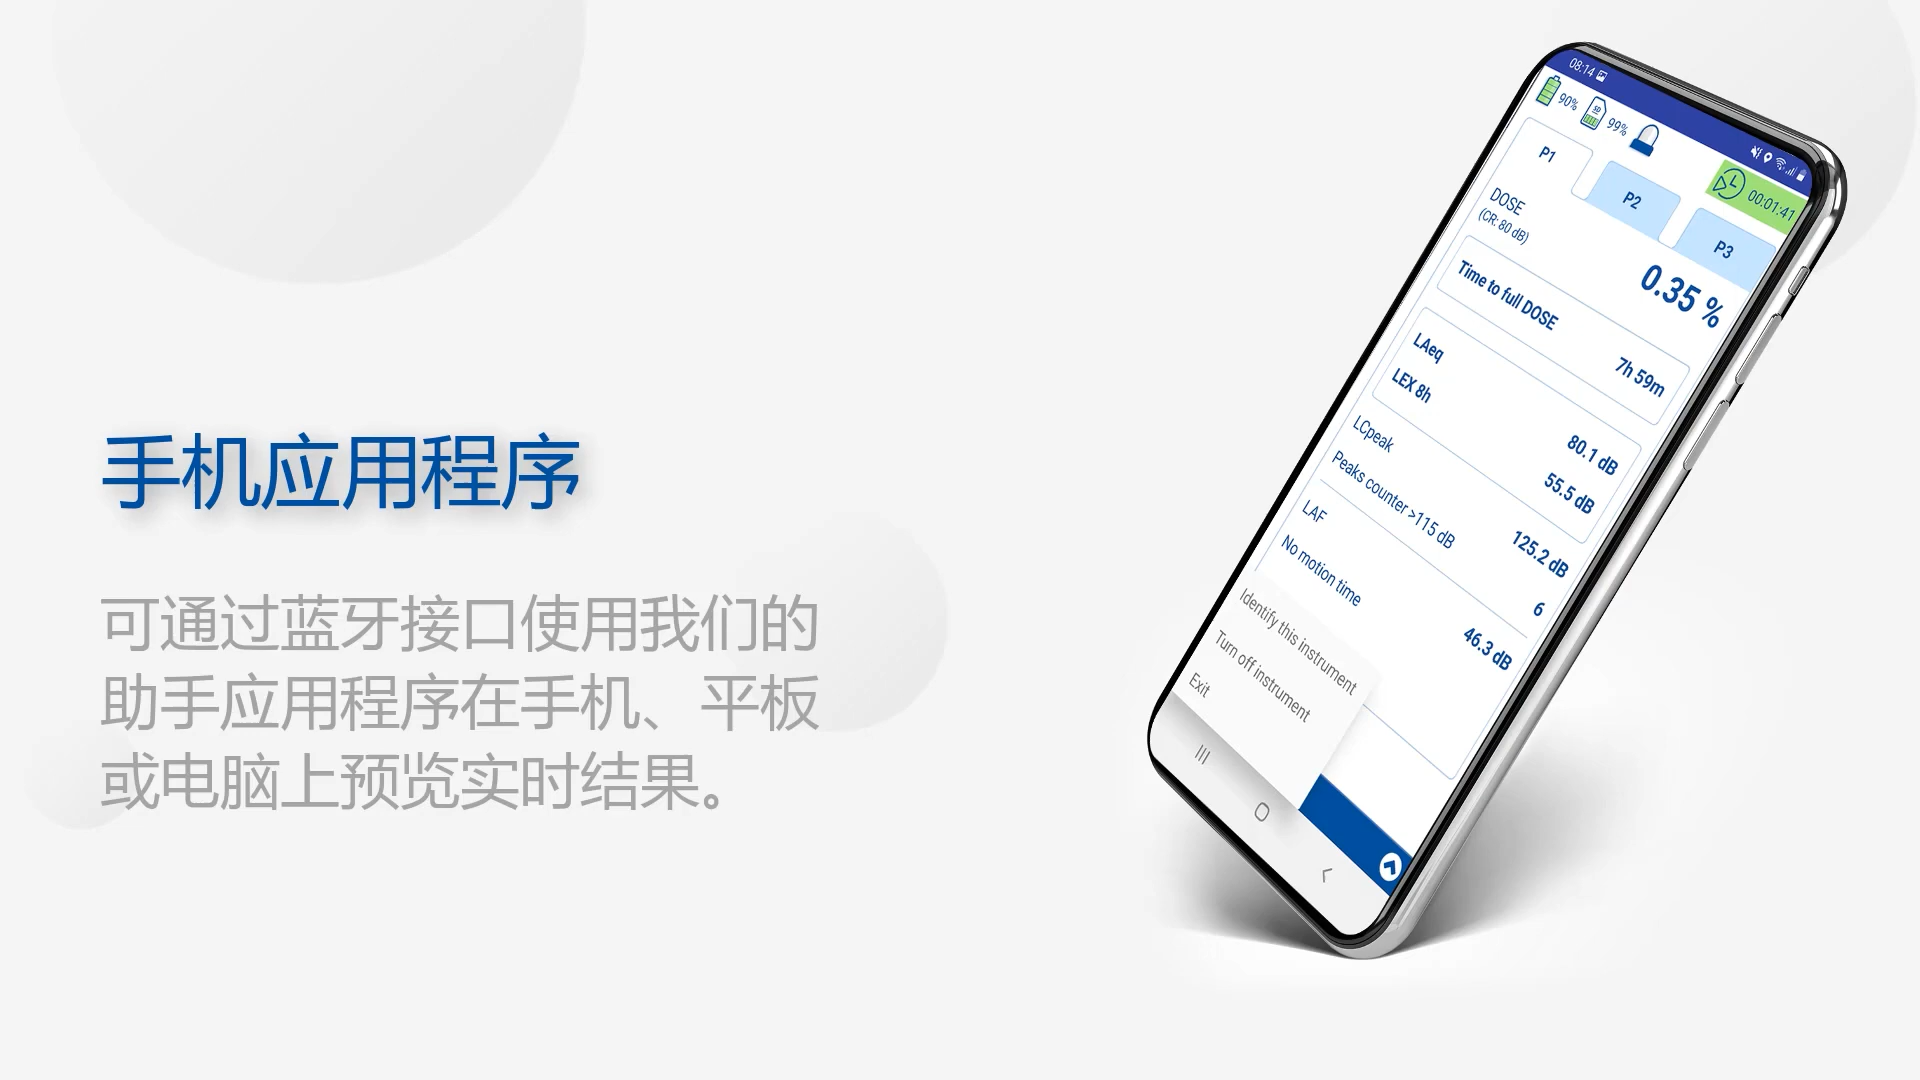 手机应用程序
可通过蓝牙接口使用我们的
助手应用程序在手机、平板
或电脑上预览实时结果。
08:14
90%
SD
99%
00:01:41
P1
P2
P3
DOSE
(CR: 80 dB)
0.35 %
Time to full DOSE
7h 59m
LAeq
80.1 dB
LEX 8h
55.5 dB
LCpeak
125.2 dB
Peaks counter >115 dB
6
LAF
46.3 dB
No motion time
Identify this instrument
Turn off instrument
Exit